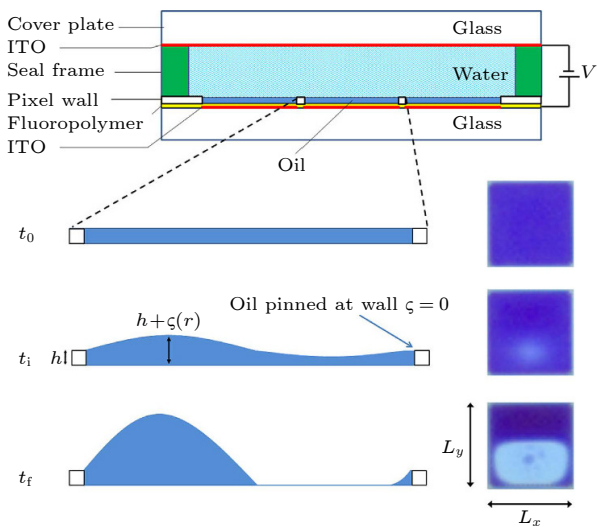 Cover plate
Glass
ITO
Seal frame
Water
V
Pixel wall
Fluoropolymer
Glass
ITO
Oil
t0
Oil pinned at wall ς = 0
h+ς(r)
ti
h
Ly
tf
Lx